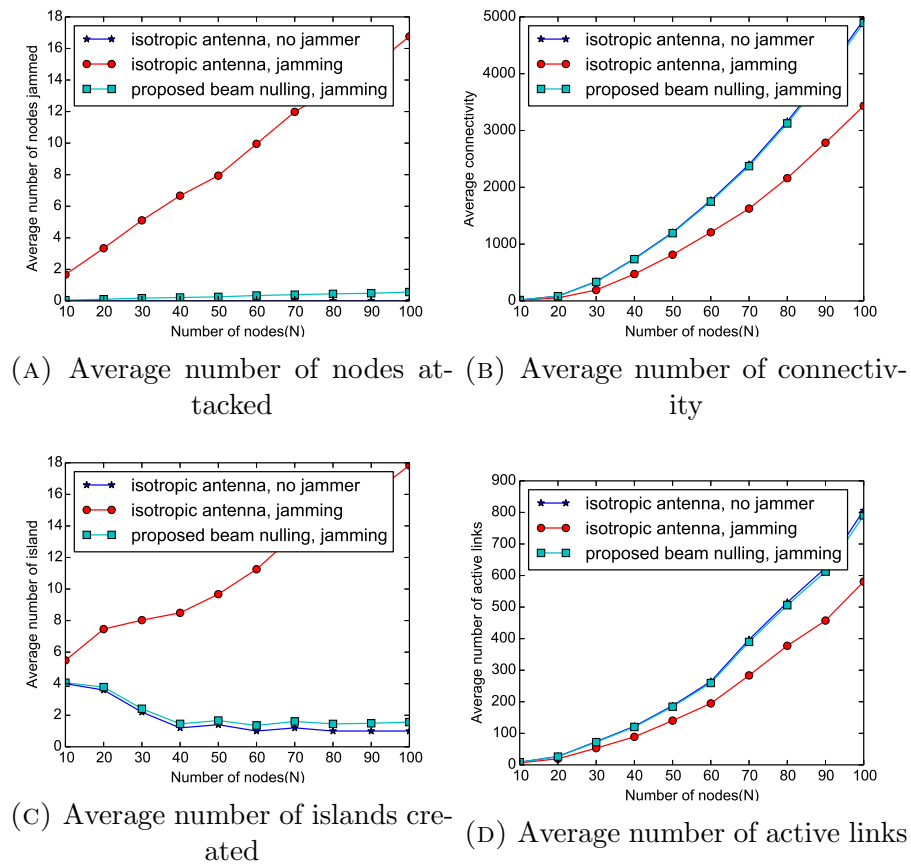 18
16
14
12
10
8
6
4
2
0
Average number of nodes jammed
isotropic antenna, no jammer
isotropic antenna, jamming
proposed beam nulling, jamming
10 20 30 40 50 60 70 80 90 100
Number of nodes(N)
(A) Average number of nodes at-
tacked
5000
4000
3000
2000
1000
0
Average connectivity
isotropic antenna, no jammer
isotropic antenna, jamming
proposed beam nulling, jamming
10 20 30 40 50 60 70 80 90 100
Number of nodes(N)
(B) Average number of connectiv-
ity
18
16
14
12
10
8
6
4
2
0
Average number of island
isotropic antenna, no jammer
isotropic antenna, jamming
proposed beam nulling, jamming
10 20 30 40 50 60 70 80 90 100
Number of nodes(N)
(C) Average number of islands cre-
ated
900
800
700
600
500
400
300
200
100
0
Average number of active links
isotropic antenna, no jammer
isotropic antenna, jamming
proposed beam nulling, jamming
10 20 30 40 50 60 70 80 90 100
Number of nodes(N)
(D) Average number of active links